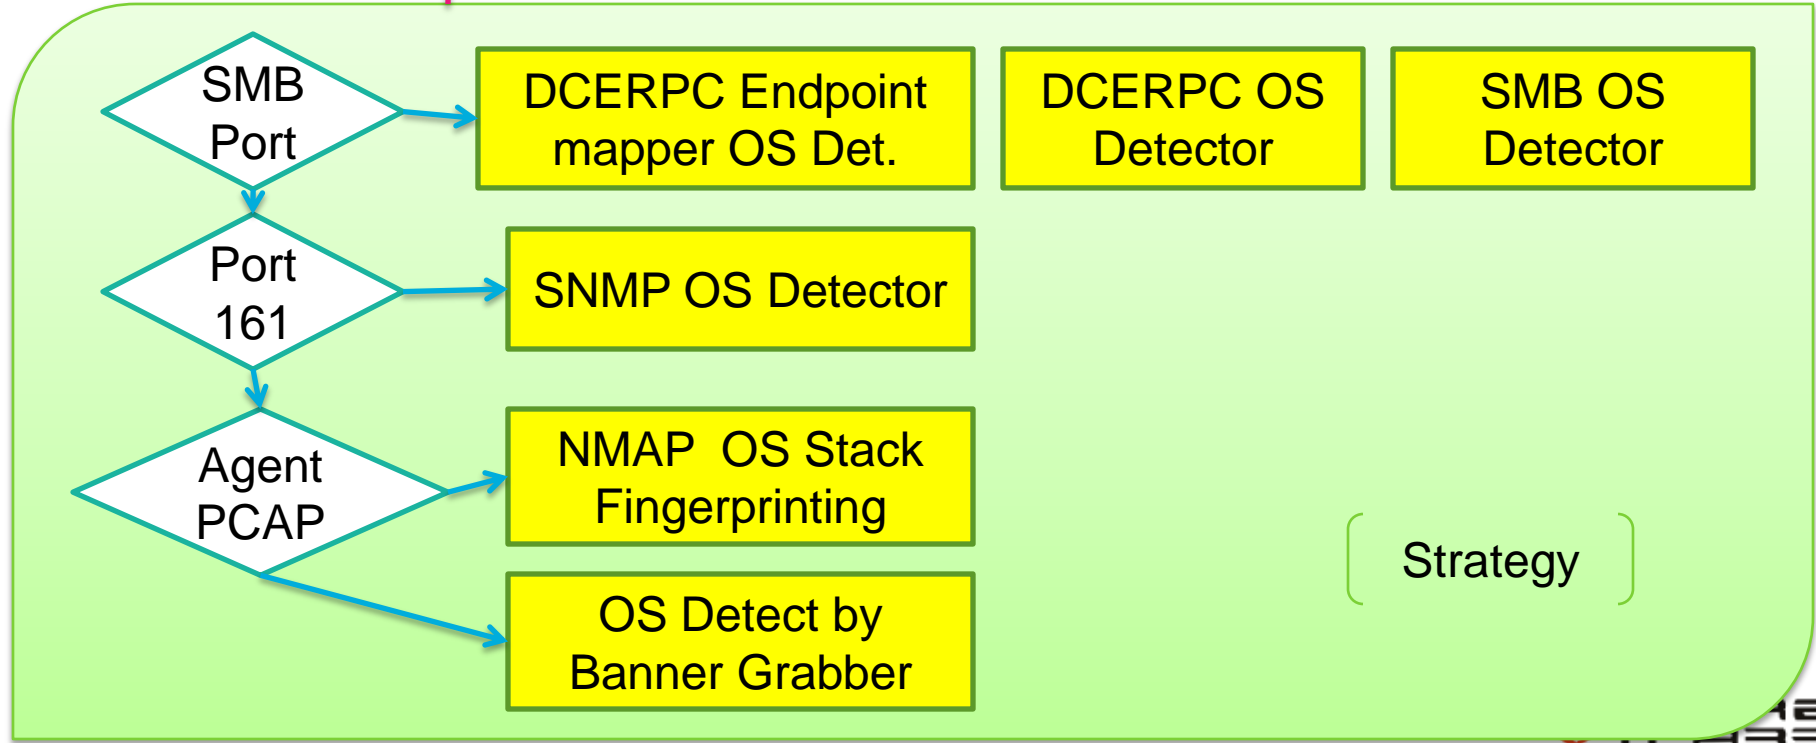 SMB
Port
DCERPC Endpoint
mapper OS Det.
DCERPC OS
Detector
SMB OS
Detector
Port
161
SNMP OS Detector
Agent
PCAP
NMAP  OS Stack
Fingerprinting
OS Detect by
Banner Grabber
Strategy